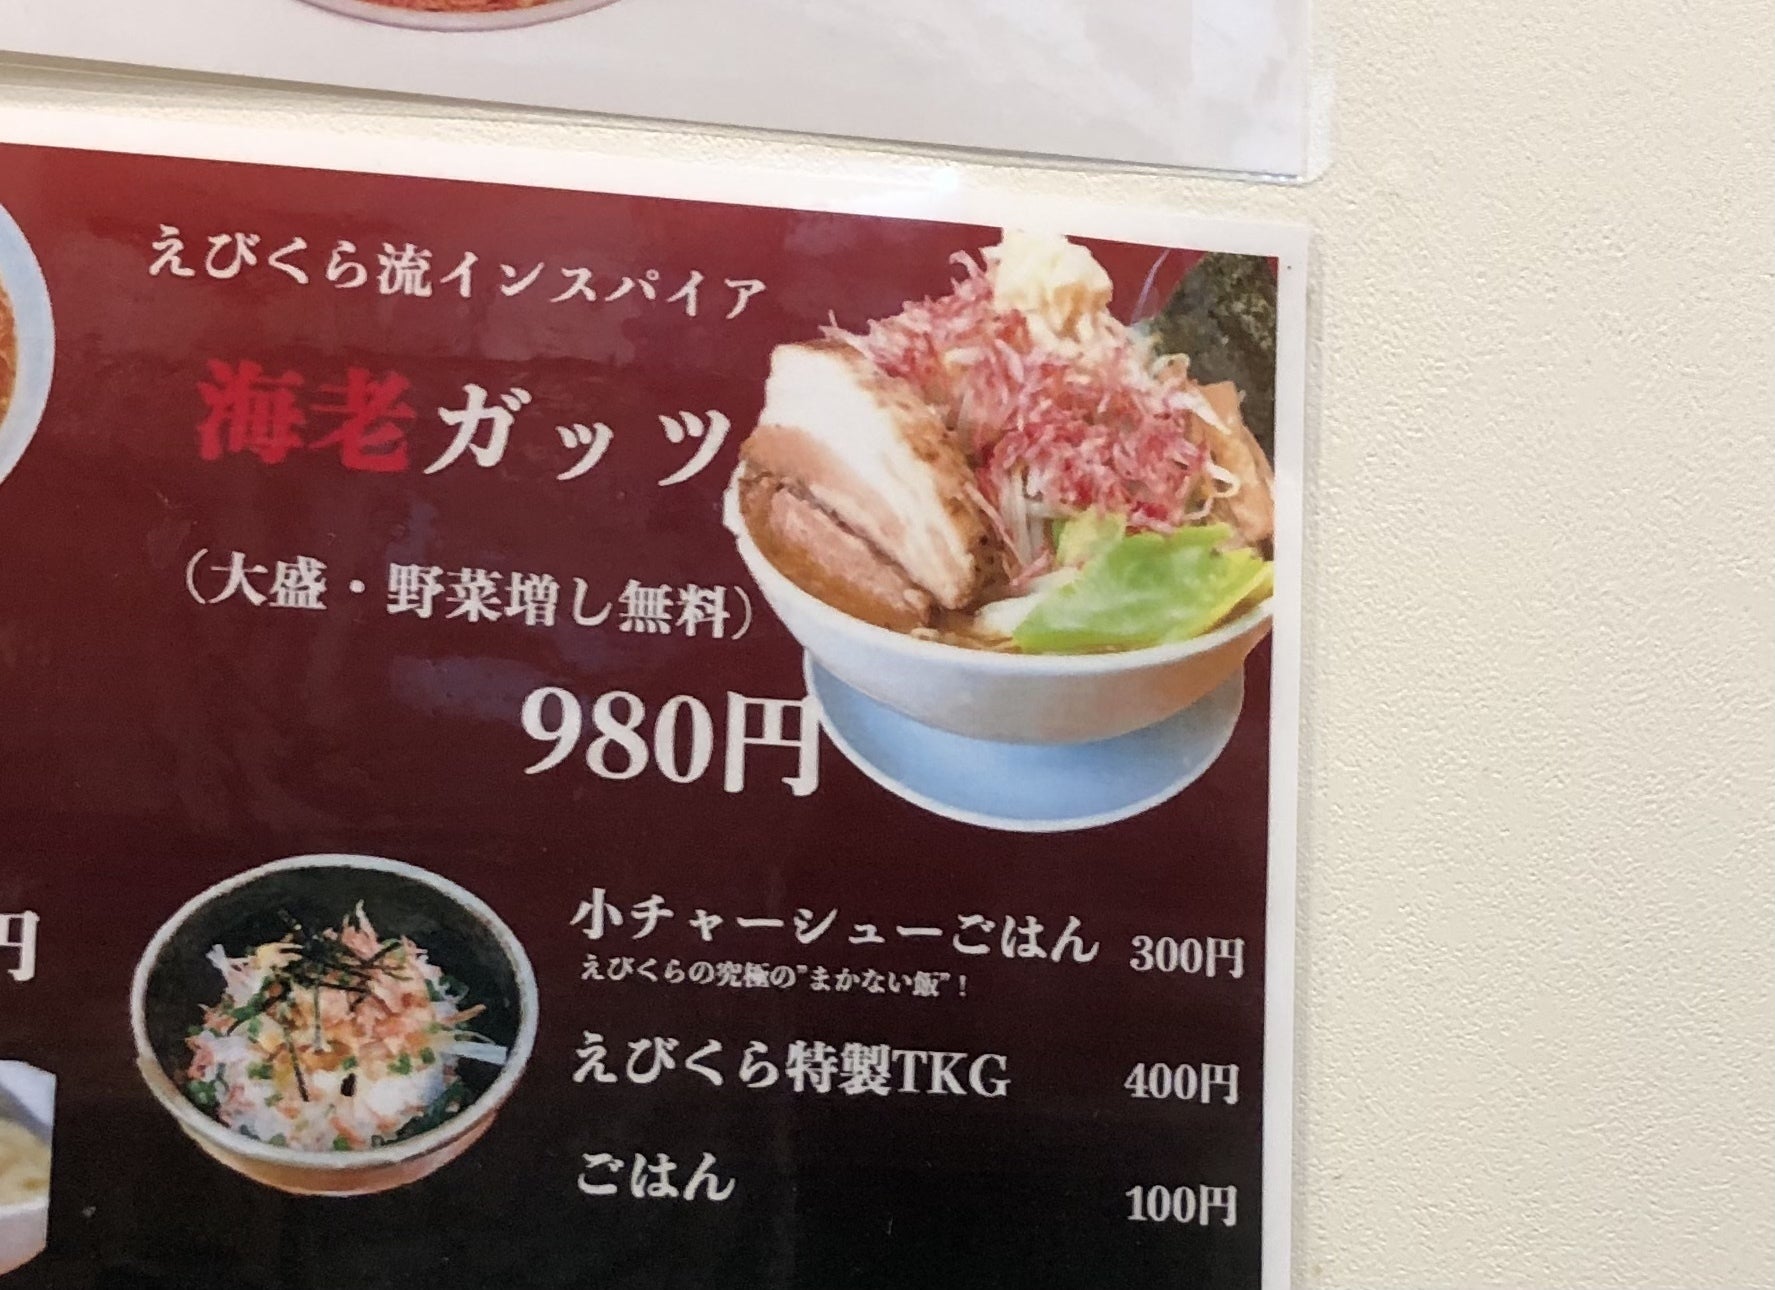 えびくら流インスパイア
海老ガッツ
（大盛・野菜増し無料）
980円
円
小チャーシューごはん 300円
えびくらの究極の"まかない飯"！
えびくら特製TKG 400円
ごはん 100円